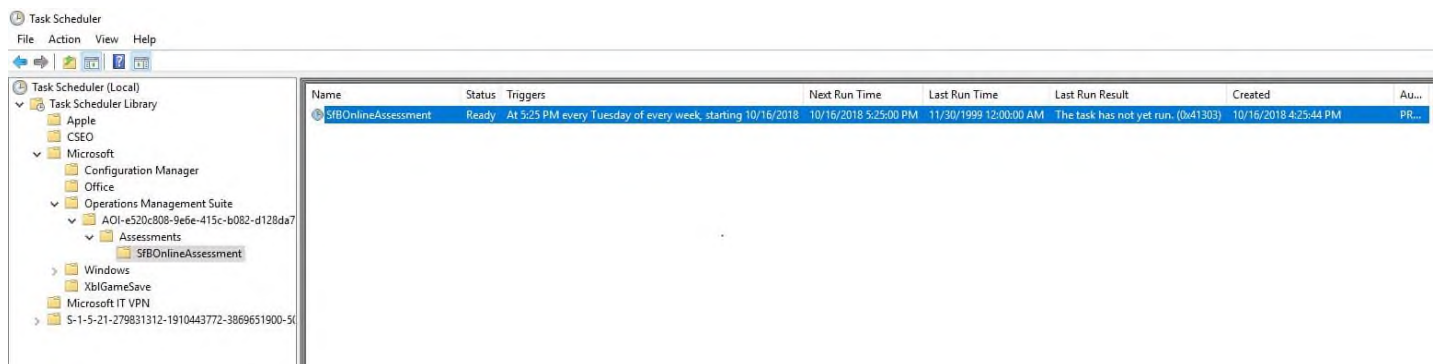 Task Scheduler
File Action View Help
Task Scheduler (Local)
Task Scheduler Library
Apple
CSEO
Microsoft
Configuration Manager
Office
Operations Management Suite
AOI-e520c808-9e6e-415c-b082-d128da7
Assessments
SfBOnlineAssessment
Windows
XblGameSave
Microsoft IT VPN
S-1-5-21-279831312-1910443772-3869651900-50
Name Status Triggers Next Run Time Last Run Time Last Run Result Created Au...
SfBOnlineAssessment Ready At 5:25 PM every Tuesday of every week, starting 10/16/2018 10/16/2018 5:25:00 PM 11/30/1999 12:00:00 AM The task has not yet run. (0x41303) 10/16/2018 4:25:44 PM PR...